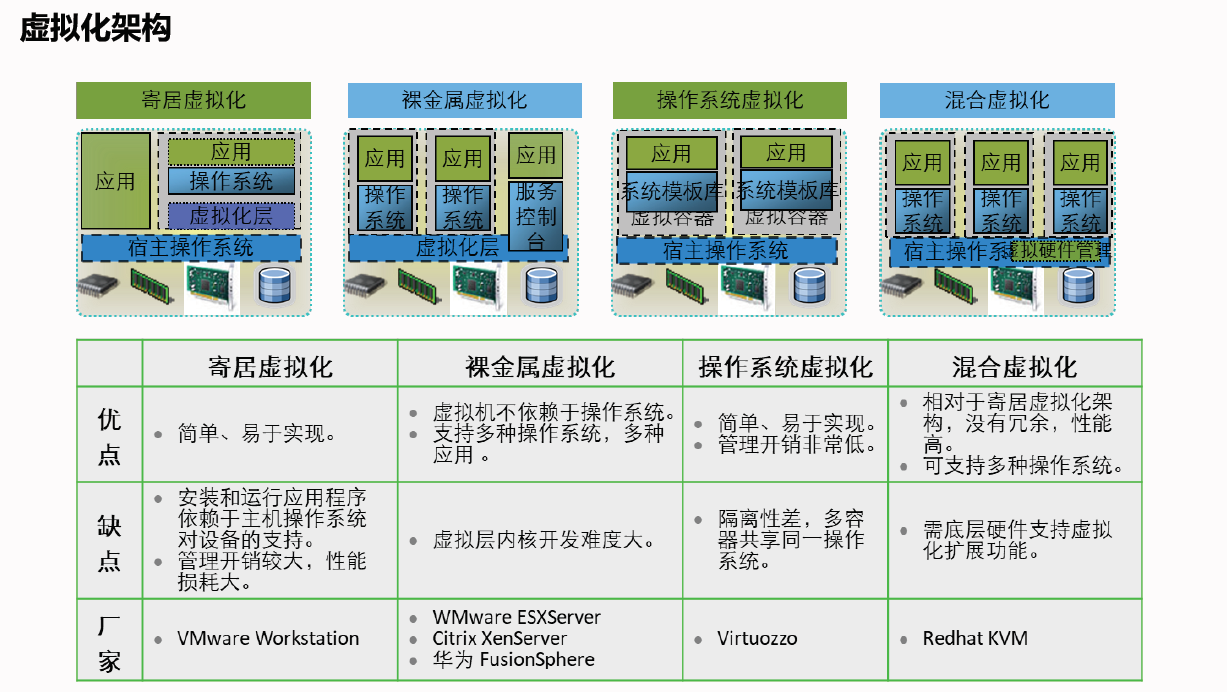 虚拟化架构
寄居虚拟化
裸金属虚拟化
操作系统虚拟化
混合虚拟化
应用
应用
操作系统
虚拟化层
宿主操作系统
应用
操作
系统
应用
操作
系统
应用
服务
控制
台
虚拟化层
应用
系统模板库
虚拟容器
应用
系统模板库
虚拟容器
宿主操作系统
应用
操作
系统
应用
操作
系统
应用
操作
系统
宿主操作系
虚拟硬件管理
寄居虚拟化
裸金属虚拟化
操作系统虚拟化
混合虚拟化
优
点
• 简单、易于实现。
• 虚拟机不依赖于操作系统。
• 支持多种操作系统，多种
应用 。
• 简单、易于实现。
• 管理开销非常低。
• 相对于寄居虚拟化架
构，没有冗余，性能
高。
• 可支持多种操作系统。
缺
点
• 安装和运行应用程序
依赖于主机操作系统
对设备的支持。
• 管理开销较大，性能
损耗大。
• 虚拟层内核开发难度大。
• 隔离性差，多容
器共享同一操作
系统。
• 需底层硬件支持虚拟
化扩展功能。
厂
家
• VMware Workstation
• WMware ESXServer
• Citrix XenServer
• 华为 FusionSphere
• Virtuozzo
• Redhat KVM